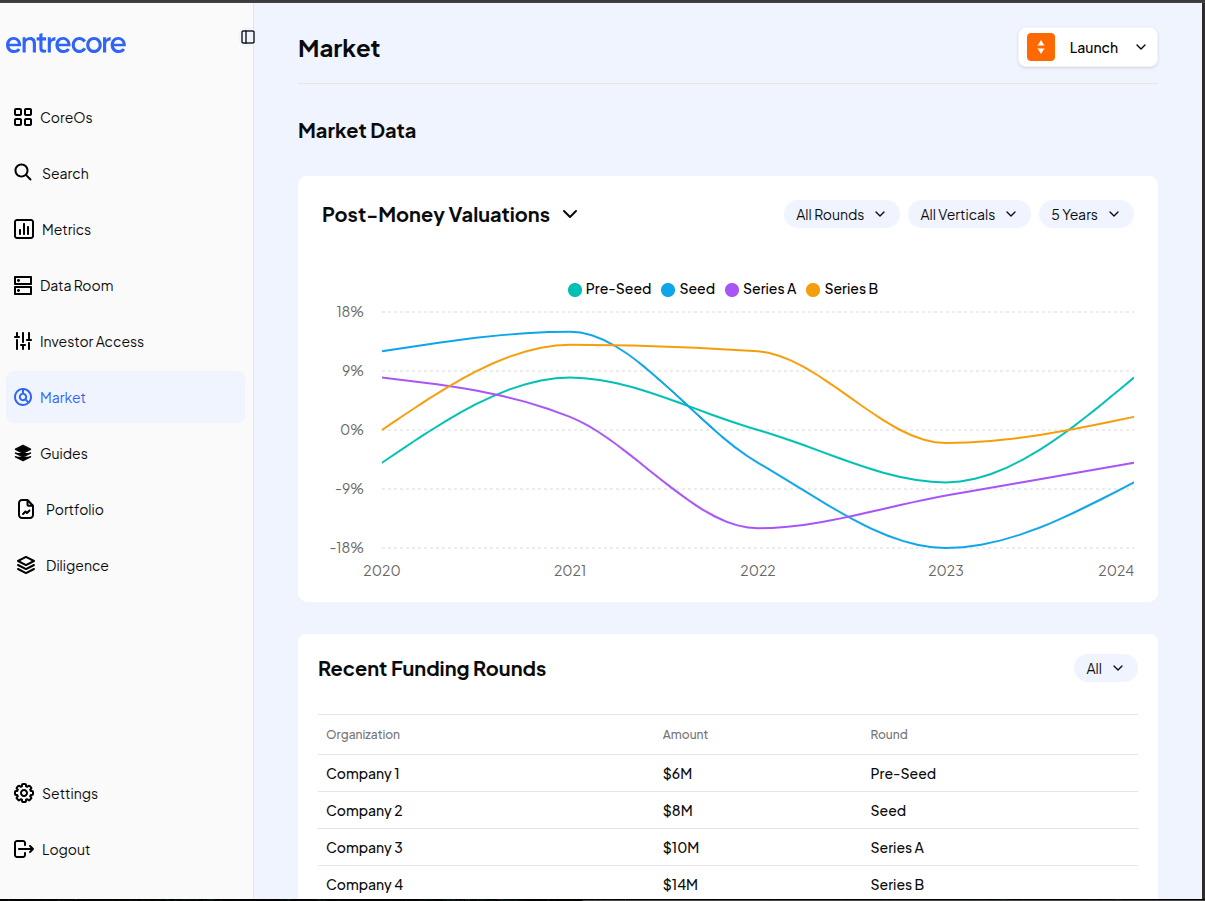 entrecore
CoreOs
Search
Metrics
Data Room
Investor Access
Market
Guides
Portfolio
Diligence
Settings
Logout
Market
Launch
Market Data
Post-Money Valuations
All Rounds
All Verticals
5 Years
Pre-Seed Seed Series A Series B
18%
9%
0%
-9%
-18%
2020 2021 2022 2023 2024
Recent Funding Rounds
All
Organization Amount Round
Company 1 $6M Pre-Seed
Company 2 $8M Seed
Company 3 $10M Series A
Company 4 $14M Series B